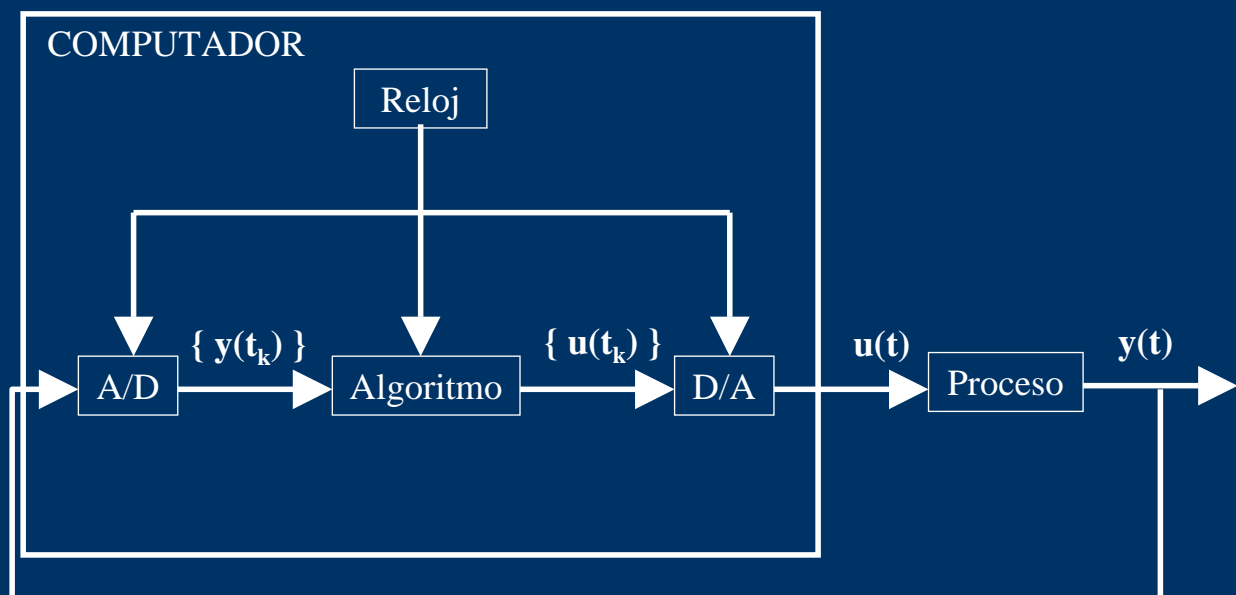 COMPUTADOR
Reloj
{ y(tₖ) }
{ u(tₖ) }
u(t)
y(t)
A/D
Algoritmo
D/A
Proceso